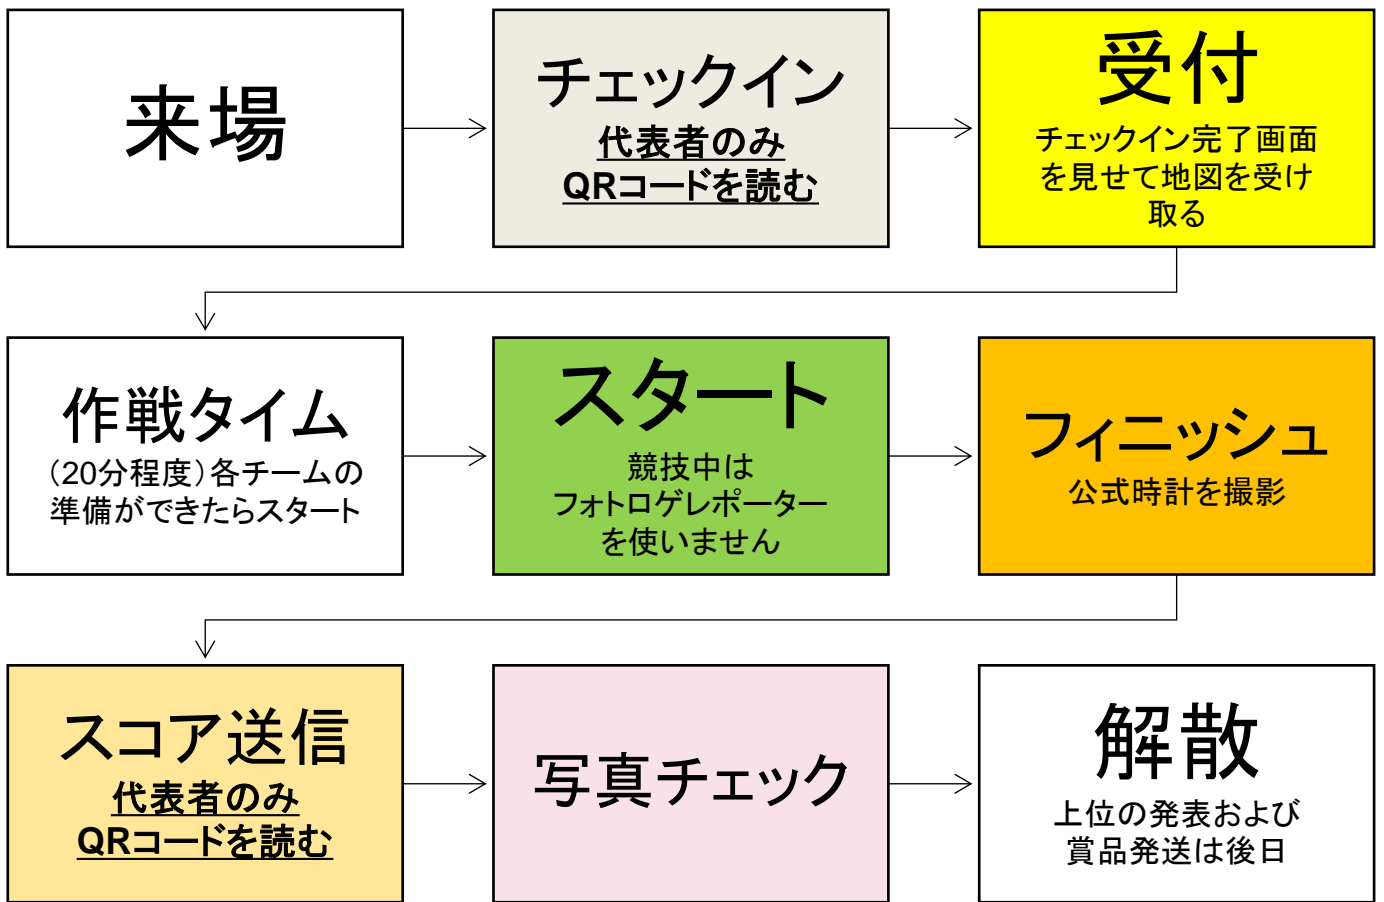 来場
チェックイン
代表者のみ
QRコードを読む
受付
チェックイン完了画面
を見せて地図を受け
取る
作戦タイム
（20分程度）各チームの
準備ができたらスタート
スタート
競技中は
フォトロゲレポーター
を使いません
フィニッシュ
公式時計を撮影
スコア送信
代表者のみ
QRコードを読む
写真チェック
解散
上位の発表および
賞品発送は後日